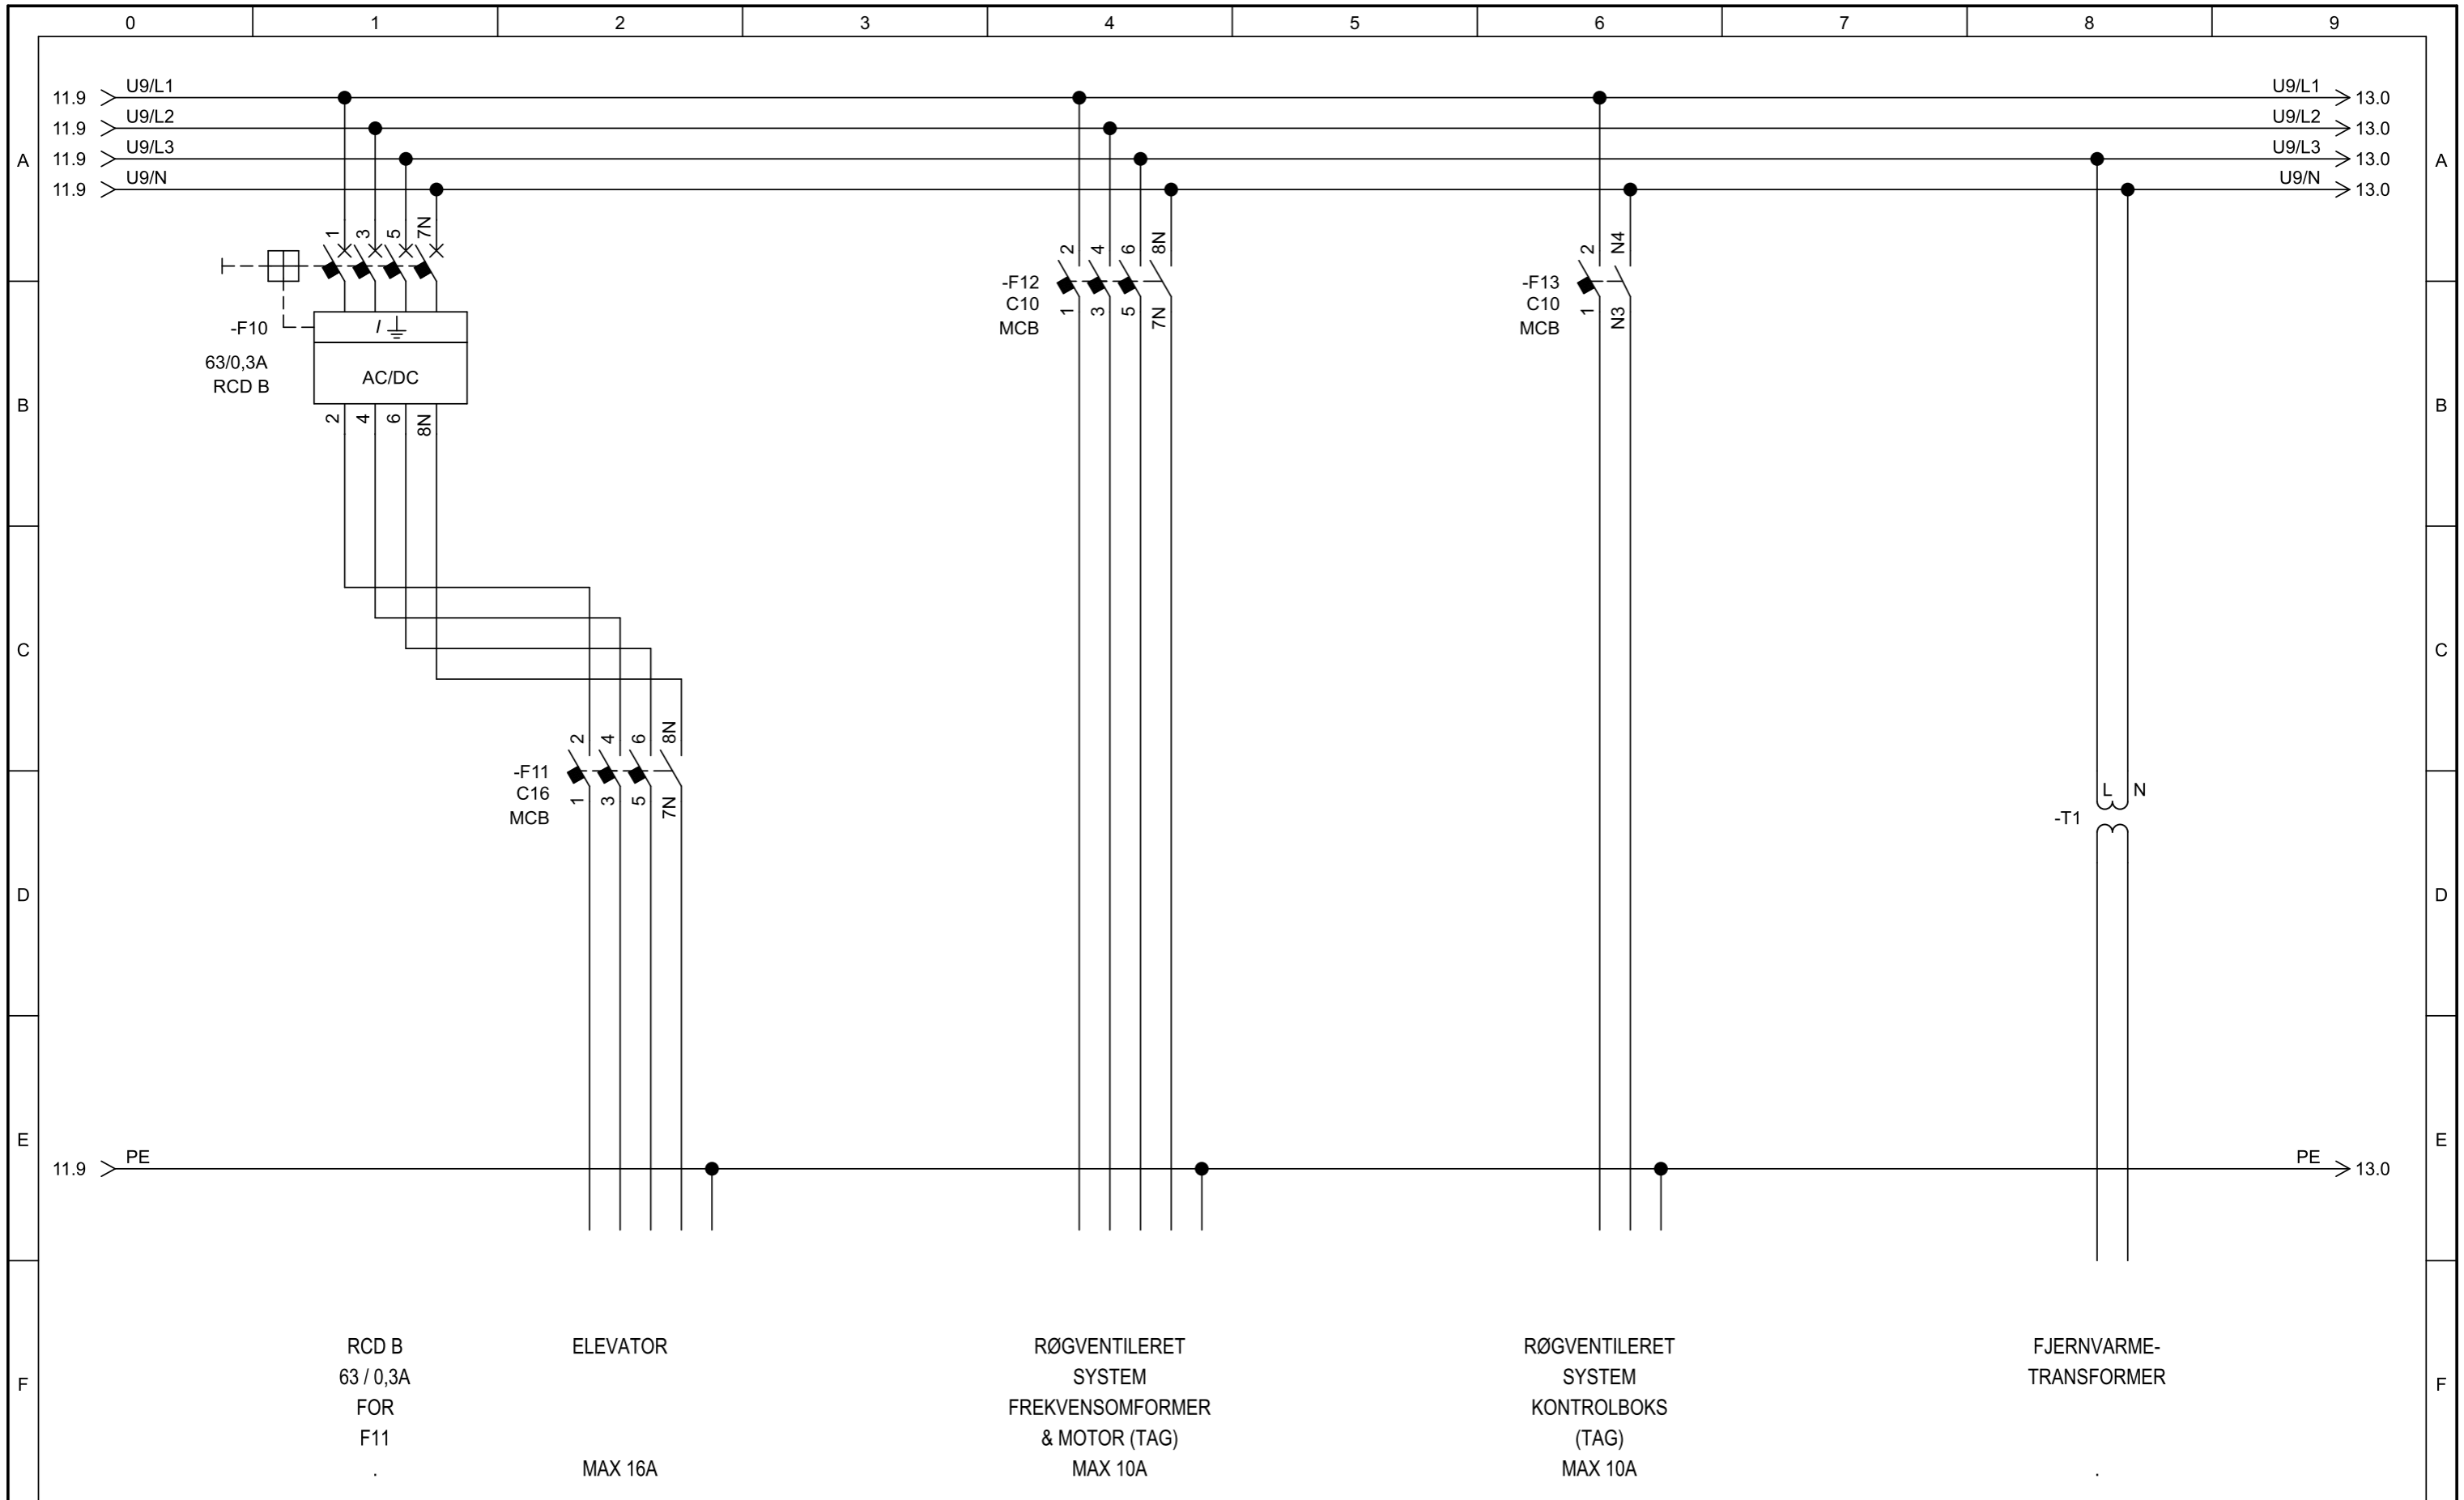 0 1 2 3 4 5 6 7 8 9
11.9 U9/L1 U9/L1 13.0
11.9 U9/L2 U9/L2 13.0
A 11.9 U9/L3 U9/L3 13.0 A
11.9 U9/N U9/N 13.0
1 3 5 7N
2 4 6 8N
2 N4
-F12
C10
MCB
1 3 5 7N
-F13
C10
MCB
1 N3
-F10
I
63/0,3A
RCD B
AC/DC
B B
2 4 6 8N
C C
2 4 6 8N
-F11
C16
MCB
1 3 5 7N
L N
-T1
D D
E E
11.9 PE PE 13.0
RCD B
63 / 0,3A
FOR
F11
.
ELEVATOR
MAX 16A
RØGVENTILERET
SYSTEM
FREKVENSOMFORMER
& MOTOR (TAG)
MAX 10A
RØGVENTILERET
SYSTEM
KONTROLBOKS
(TAG)
MAX 10A
FJERNVARME-
TRANSFORMER
.
F F